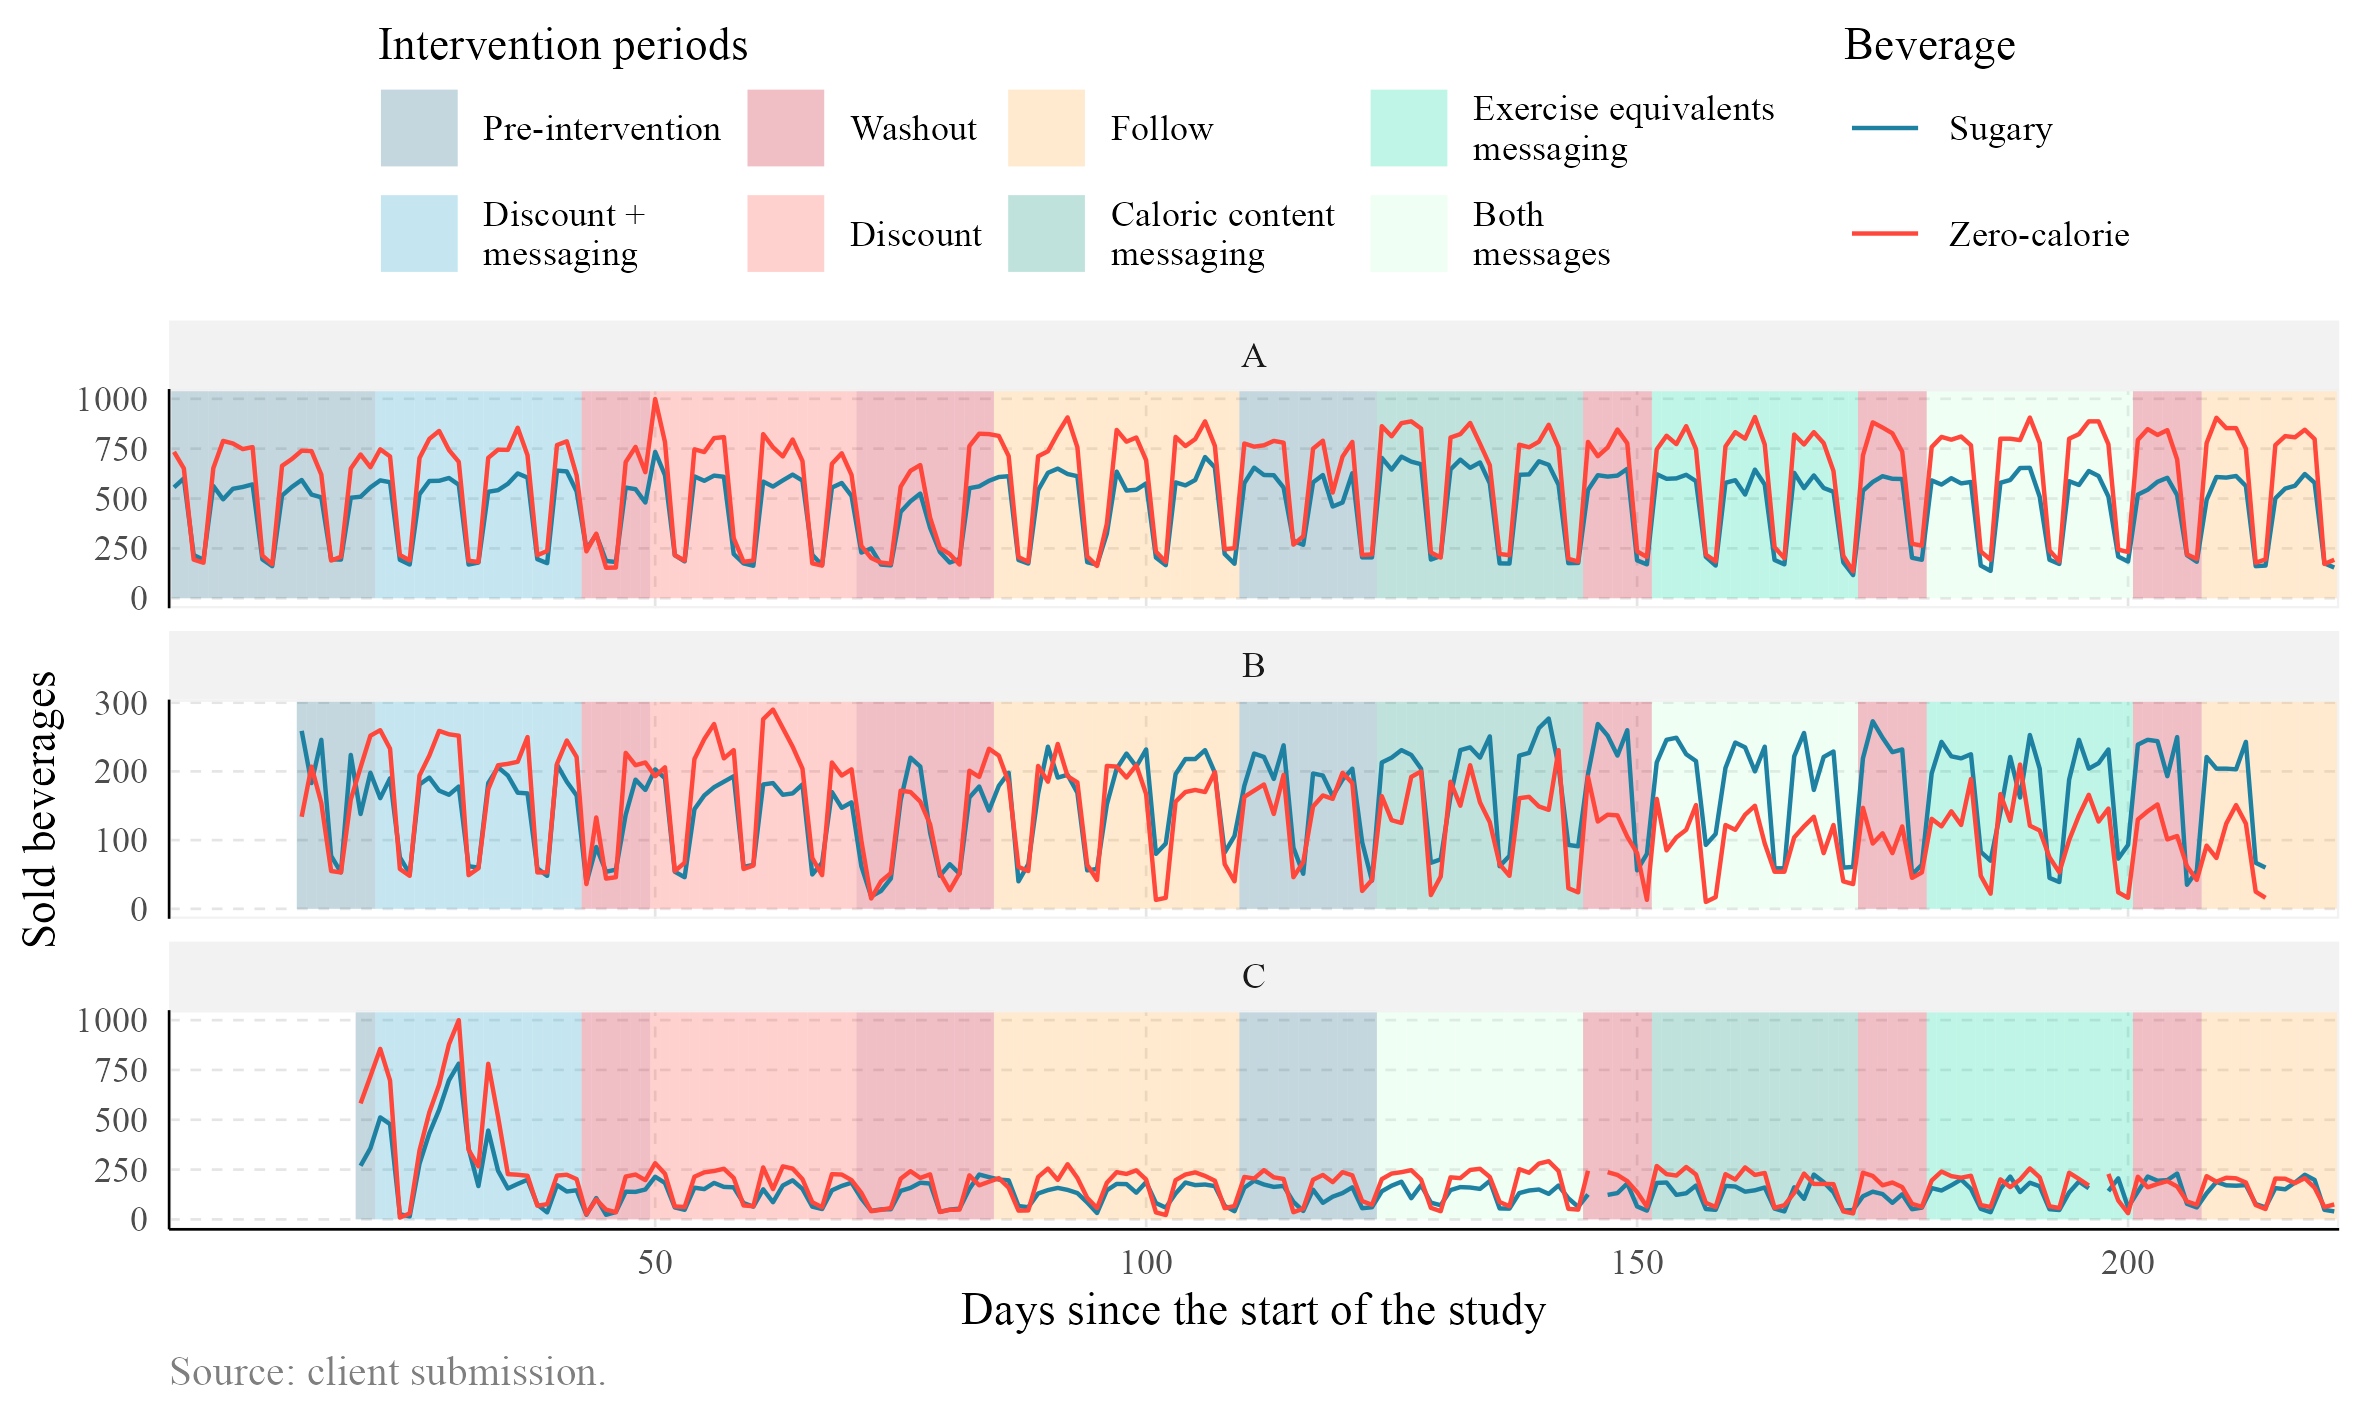 Intervention periods
Beverage
Pre-intervention
Washout
Follow
Exercise equivalents
messaging
Sugary
Discount +
messaging
Discount
Caloric content
messaging
Both
messages
Zero-calorie
A
1000
750
500
250
0
B
300
200
100
0
C
1000
750
500
250
0
Sold beverages
50 100 150 200
Days since the start of the study
Source: client submission.